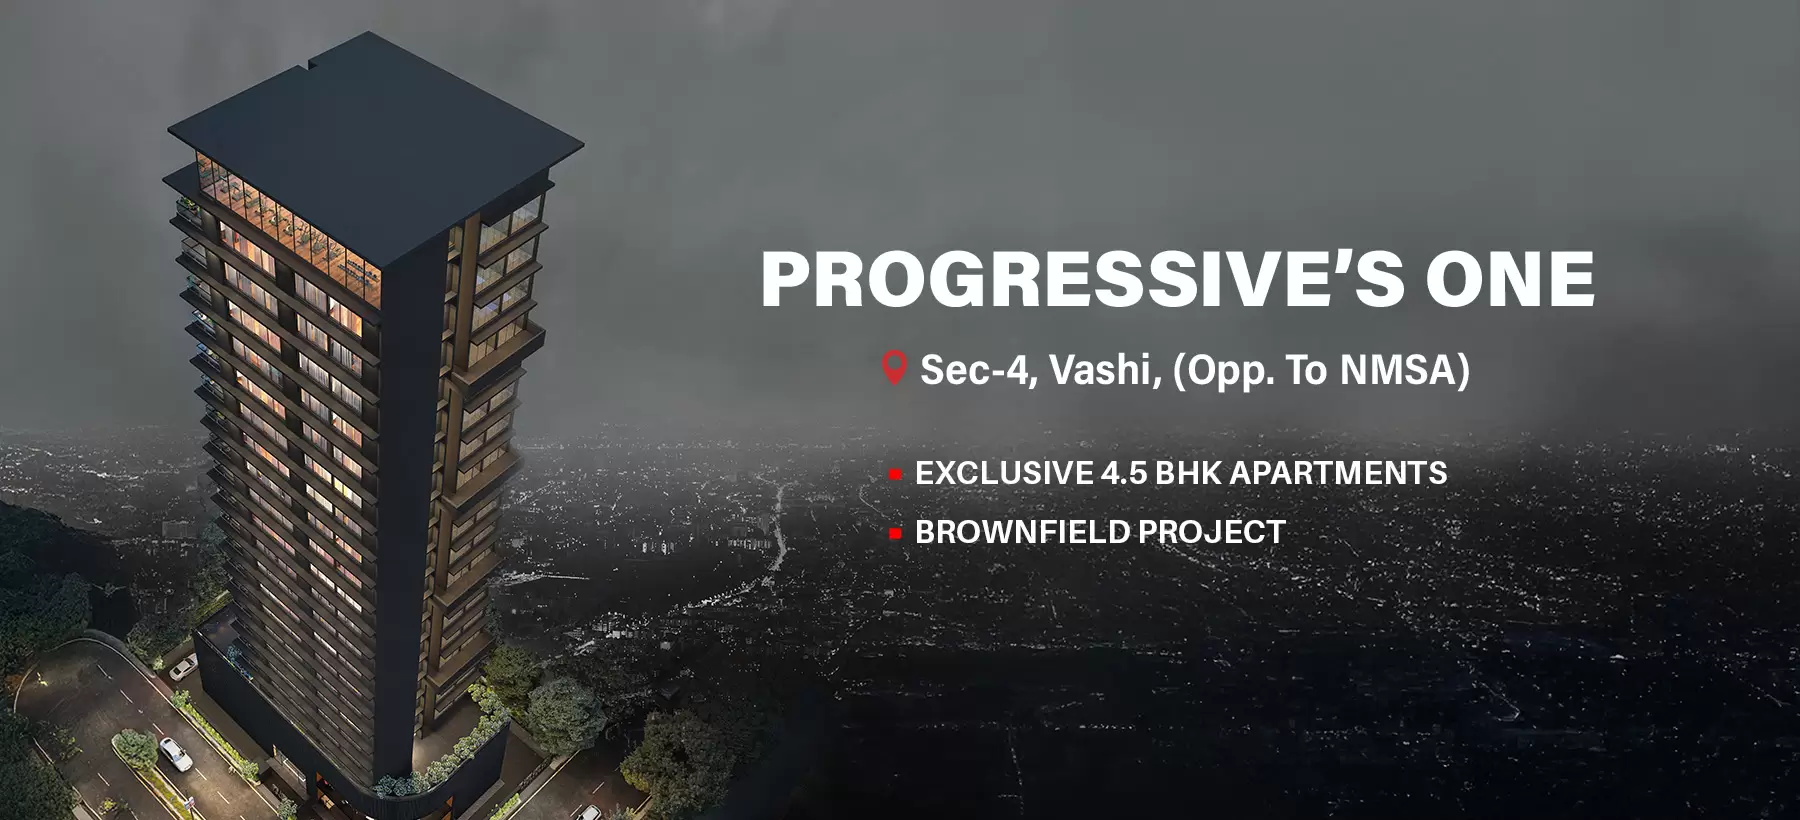 PROGRESSIVE’S ONE
Sec-4, Vashi, (Opp. To NMSA)
EXCLUSIVE 4.5 BHK APARTMENTS
BROWNFIELD PROJECT